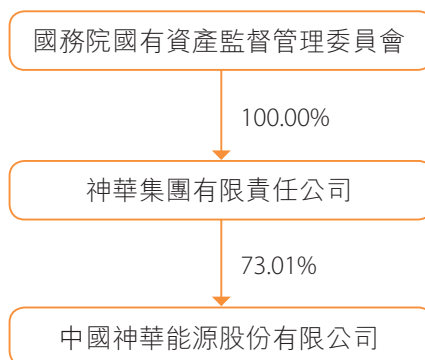 國務院國有資產監督管理委員會
100.00%
神華集團有限責任公司
73.01%
中國神華能源股份有限公司